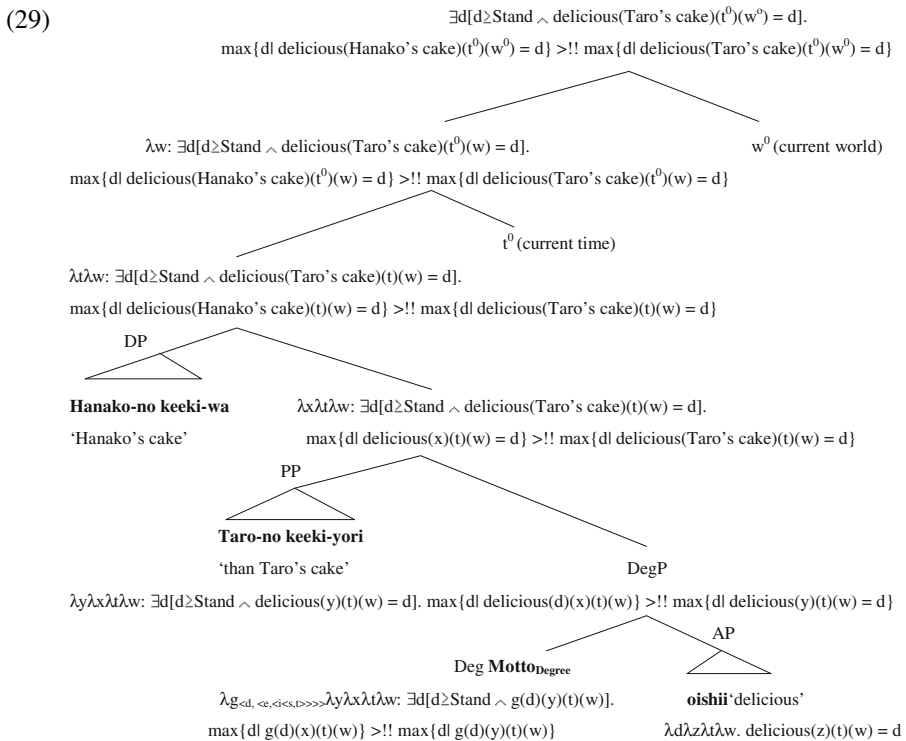 (29)
∃d[d≥Stand ∧ delicious(Taro's cake)(t⁰)(wᵒ) = d].
max{d| delicious(Hanako's cake)(t⁰)(w⁰) = d} >!! max{d| delicious(Taro's cake)(t⁰)(w⁰) = d}
λw: ∃d[d≥Stand ∧ delicious(Taro's cake)(t⁰)(w) = d].
w⁰ (current world)
max{d| delicious(Hanako's cake)(t⁰)(w) = d} >!! max{d| delicious(Taro's cake)(t⁰)(w) = d}
t⁰ (current time)
λtλw: ∃d[d≥Stand ∧ delicious(Taro's cake)(t)(w) = d].
max{d| delicious(Hanako's cake)(t)(w) = d} >!! max{d| delicious(Taro's cake)(t)(w) = d}
DP
Hanako-no keeki-wa
'Hanako's cake'
λxλtλw: ∃d[d≥Stand ∧ delicious(Taro's cake)(t)(w) = d].
max{d| delicious(x)(t)(w) = d} >!! max{d| delicious(Taro's cake)(t)(w) = d}
PP
Taro-no keeki-yori
'than Taro's cake'
DegP
λyλxλtλw: ∃d[d≥Stand ∧ delicious(y)(t)(w) = d]. max{d| delicious(d)(x)(t)(w)} >!! max{d| delicious(y)(t)(w) = d}
AP
Deg Motto_Degree
λg<d, <e,<i<s,t>>>>λyλxλtλw: ∃d[d≥Stand ∧ g(d)(y)(t)(w)].
max{d| g(d)(x)(t)(w)} >!! max{d| g(d)(y)(t)(w)}
oishii'delicious'
λdλzλtλw. delicious(z)(t)(w) = d